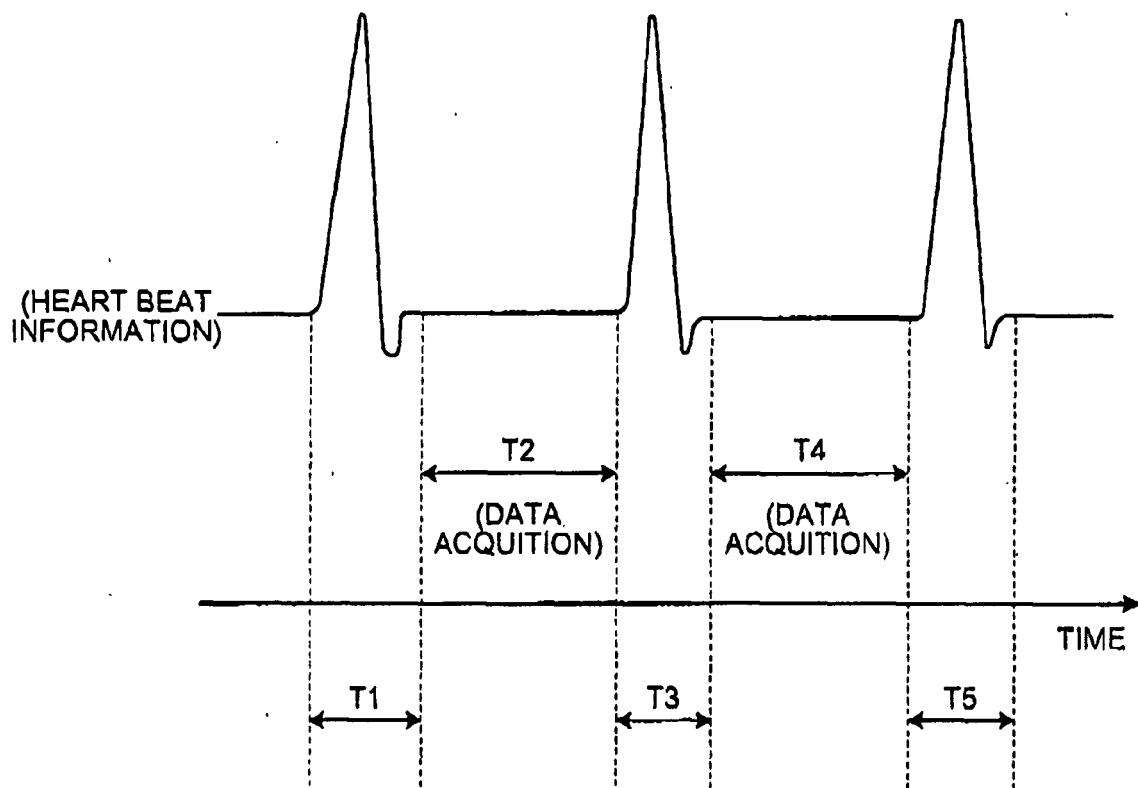 (HEART BEAT
INFORMATION)
T2
T4
(DATA
ACQUITION)
(DATA
ACQUITION)
TIME
T1
T3
T5